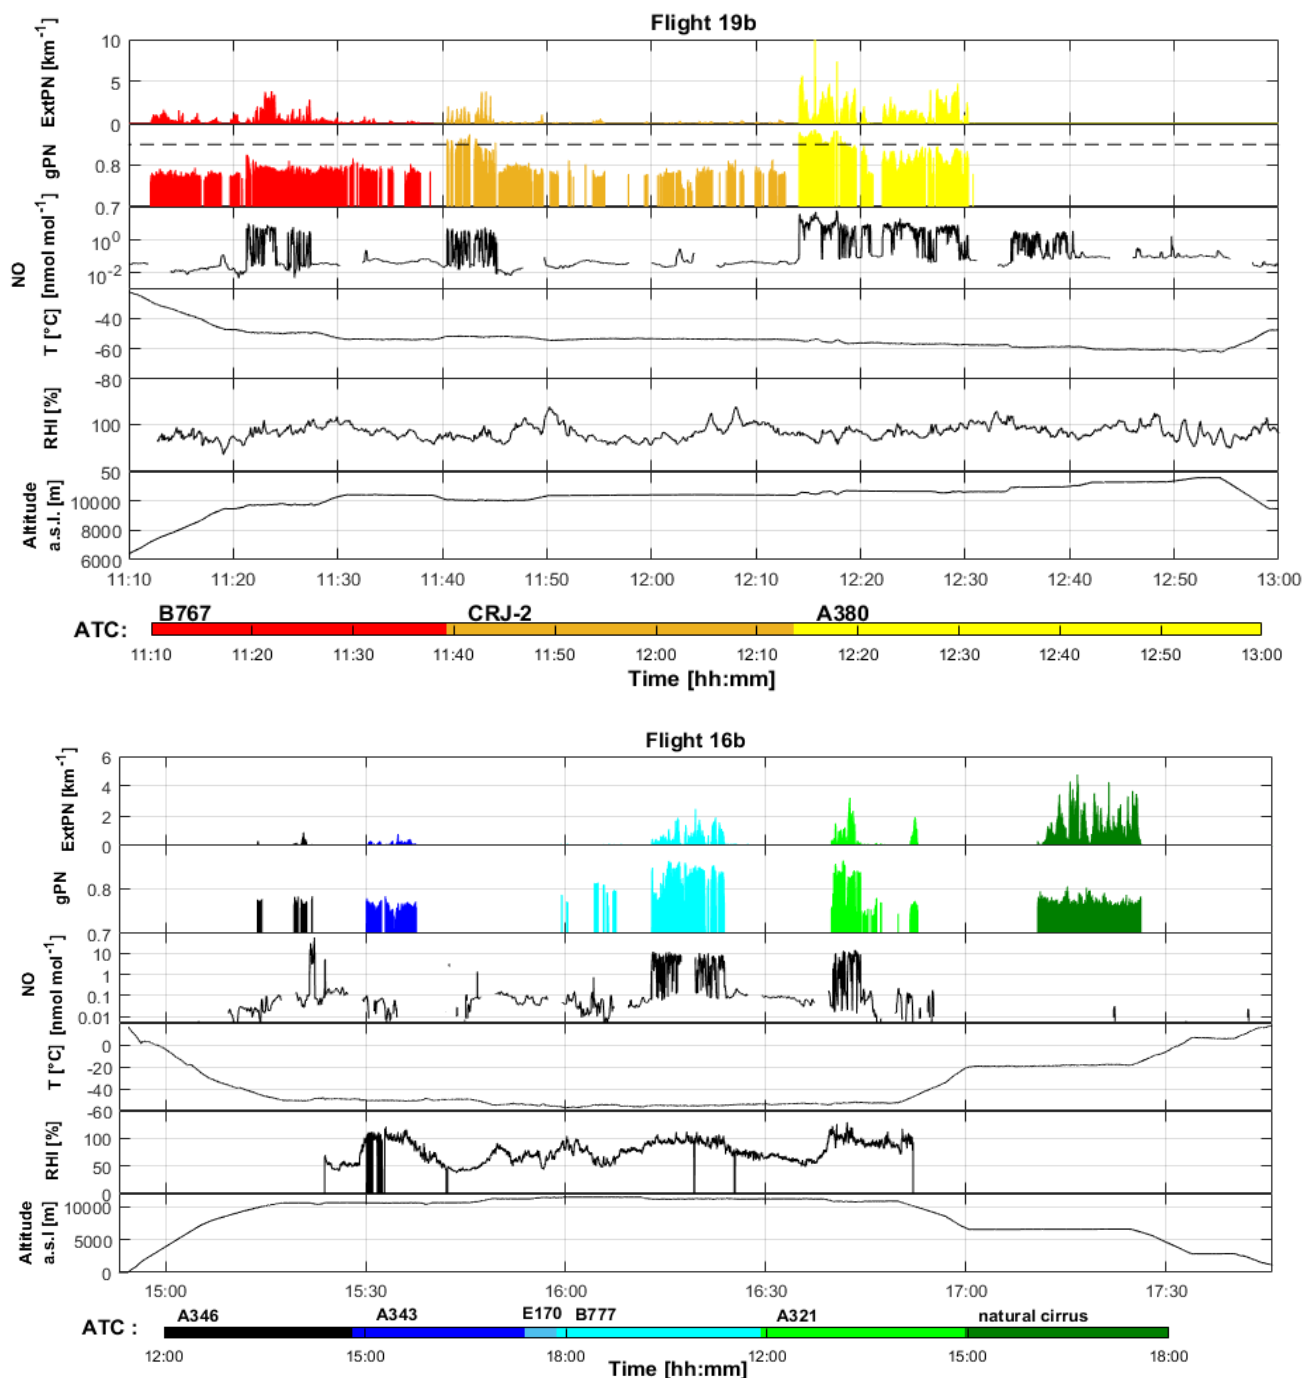 Flight 19b
ExtPN [km⁻¹]
10
5
0
gPN
0.8
0.7
NO [nmol mol⁻¹]
10⁰
10⁻²
T [°C]
-40
-60
-80
RHI [%]
100
50
Altitude a.s.l. [m]
10000
8000
6000
11:10 11:20 11:30 11:40 11:50 12:00 12:10 12:20 12:30 12:40 12:50 13:00
B767 CRJ-2 A380
ATC:
11:10 11:20 11:30 11:40 11:50 12:00 12:10 12:20 12:30 12:40 12:50 13:00
Time [hh:mm]
Flight 16b
ExtPN [km⁻¹]
6
4
2
0
gPN
0.8
0.7
NO [nmol mol⁻¹]
10
1
0.1
0.01
T [°C]
0
-20
-40
-60
RHI [%]
100
50
0
Altitude a.s.l [m]
10000
5000
0
15:00 15:30 16:00 16:30 17:00 17:30
A346 A343 E170 B777 A321 natural cirrus
ATC :
12:00 15:00 18:00 12:00 15:00 18:00
Time [hh:mm]